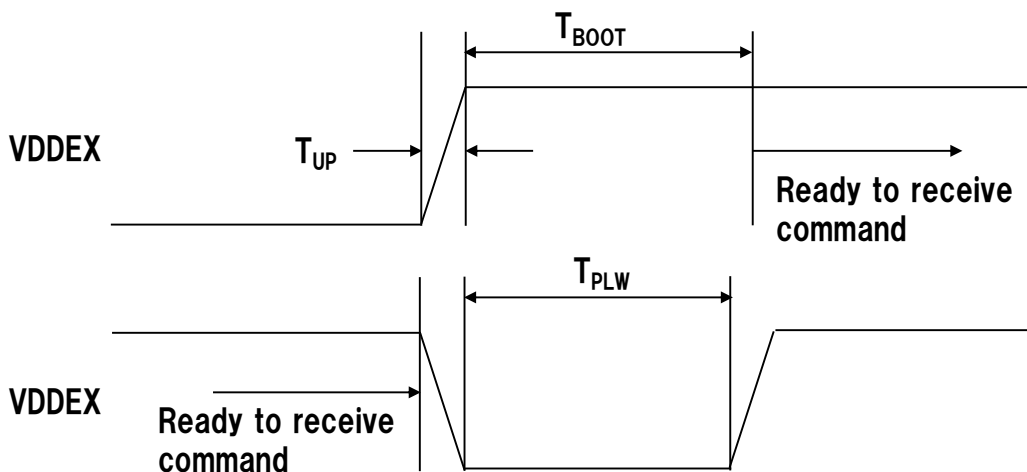 T_BOOT
VDDEX
T_UP
Ready to receive
command
T_PLW
VDDEX
Ready to receive
command